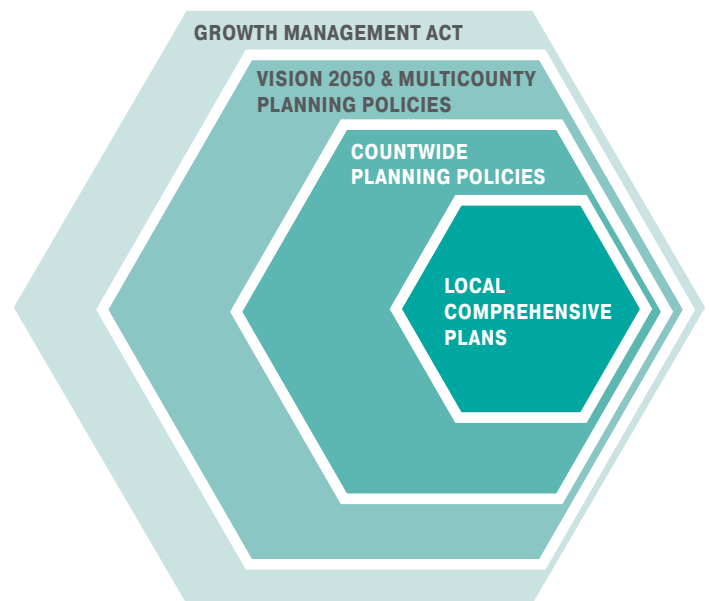 GROWTH MANAGEMENT ACT
VISION 2050 & MULTICOUNTY
PLANNING POLICIES
COUNTWIDE
PLANNING POLICIES
LOCAL
COMPREHENSIVE
PLANS